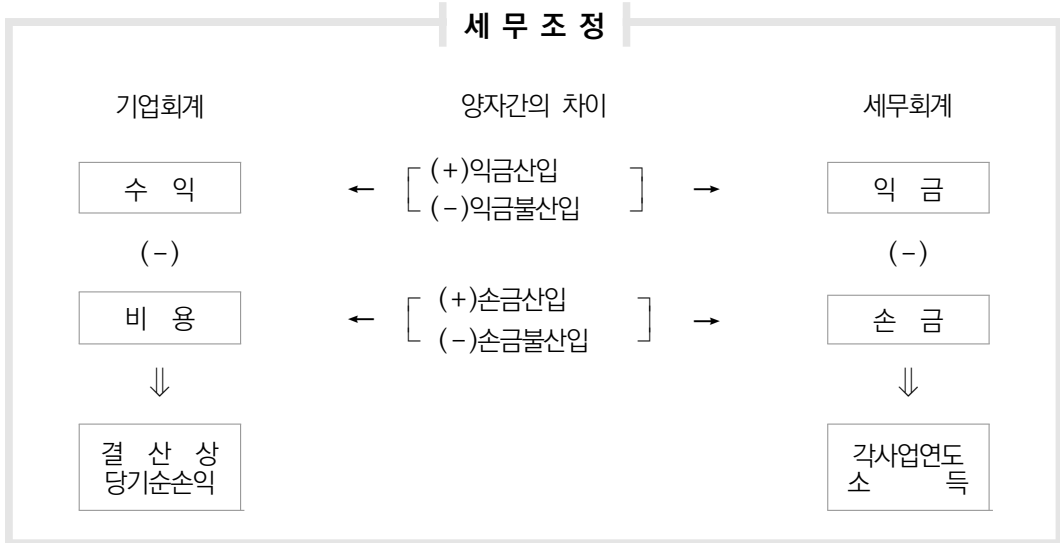 세 무 조 정
기업회계 양자간의 차이 세무회계
수 익 ← (+)익금산입 → 익 금
(-)익금불산입
(-) (-)
비 용 ← (+)손금산입 → 손 금
(-)손금불산입
⇓ ⇓
결 산 상 각사업연도
당기순손익 소 득